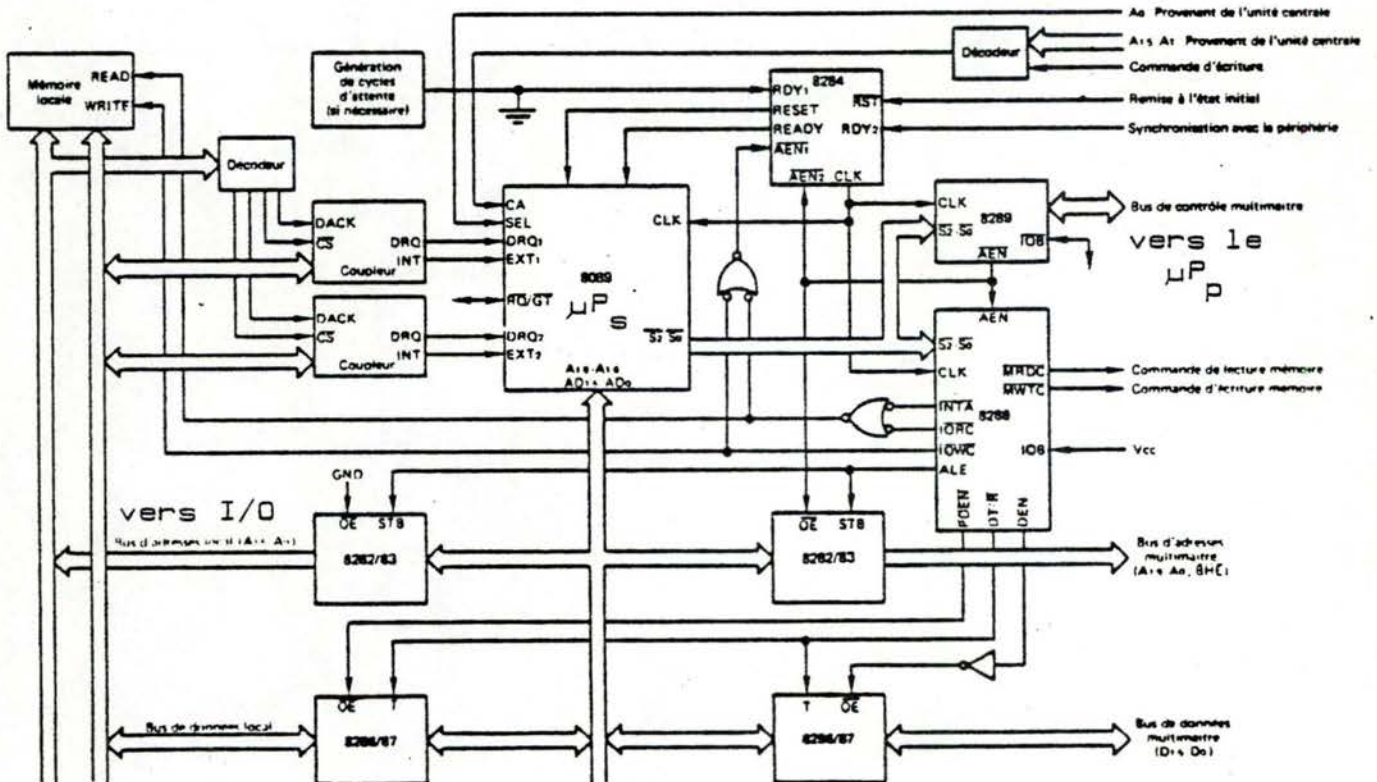 A0 Provenant de l'unité centrale
A15 A1 Provenant de l'unité centrale
Commande d'écriture
Décodeur
Mémoire
locale
READ
WRITE
Génération
de cycles
d'attente
(si nécessaire)
8284
RDY1
RESET
READY
AEN1
AEN2
CLK
RST
RDY2
Remise à l'état initial
Synchronisation avec la périphérie
Décodeur
DACK
CS
DRQ
INT
Coupleur
DACK
CS
DRQ
INT
Coupleur
CA
SEL
DRQ1
EXT1
RQ/GT
DRQ2
EXT2
CLK
8089
µPs
S2 S0
A19-A16
AD15 AD0
CLK
8289
S2-S0
IOB
AEN
Bus de contrôle multimaitre
vers le
µPp
AEN
S2 S0
CLK
MRDC
MWTC
INTA
8288
IORC
IOWC
IOB
ALE
PDEN
DT/R
DEN
Commande de lecture mémoire
Commande d'écriture mémoire
Vcc
GND
vers I/O
Bus d'adresses local
OE STB
8282/83
OE STB
8282/83
Bus d'adresses
multimaitre
(A19 A0, BHE)
Bus de données local
OE T
8286/87
T OE
8286/87
Bus de données
multimaitre
(D15 D0)